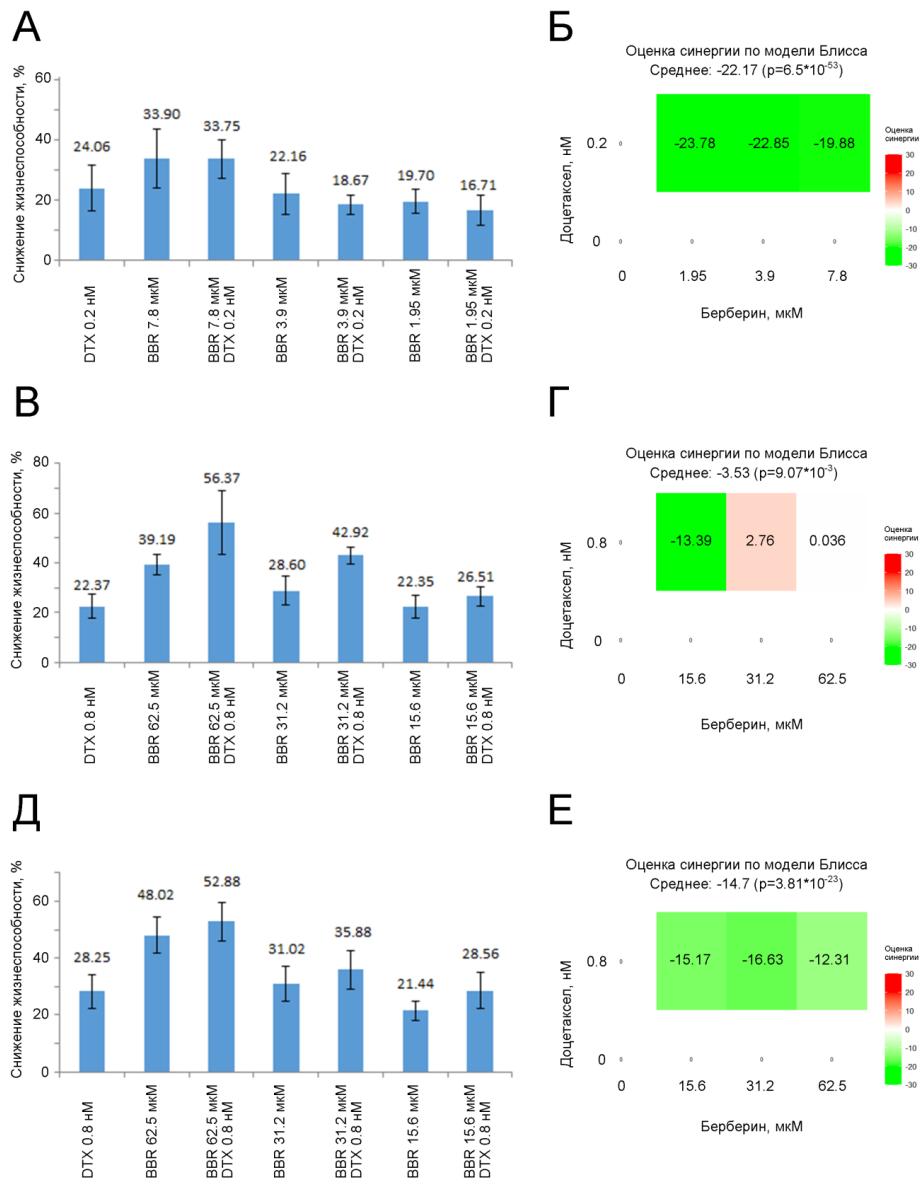 А
Снижение жизнеспособности, %
60
40
20
0
24.06
33.90
33.75
22.16
18.67
19.70
16.71
DTX 0.2 нМ
BBR 7.8 мкМ
BBR 7.8 мкМ
DTX 0.2 нМ
BBR 3.9 мкМ
BBR 3.9 мкМ
DTX 0.2 нМ
BBR 1.95 мкМ
BBR 1.95 мкМ
DTX 0.2 нМ
Б
Оценка синергии по модели Блисса
Среднее: -22.17 (p=6.5*10⁻⁵³)
Доцетаксел, нМ
0.2 0 -23.78 -22.85 -19.88
0 0 0 0
0 1.95 3.9 7.8
Берберин, мкМ
Оценка
синергии
30
20
10
0
-10
-20
-30
В
Снижение жизнеспособности, %
80
60
40
20
0
22.37
39.19
56.37
28.60
42.92
22.35
26.51
DTX 0.8 нМ
BBR 62.5 мкМ
BBR 62.5 мкМ
DTX 0.8 нМ
BBR 31.2 мкМ
BBR 31.2 мкМ
DTX 0.8 нМ
BBR 15.6 мкМ
BBR 15.6 мкМ
DTX 0.8 нМ
Г
Оценка синергии по модели Блисса
Среднее: -3.53 (p=9.07*10⁻³)
Доцетаксел, нМ
0.8 0 -13.39 2.76 0.036
0 0 0 0 0
0 15.6 31.2 62.5
Берберин, мкМ
Оценка
синергии
30
20
10
0
-10
-20
-30
Д
Снижение жизнеспособности, %
60
40
20
0
28.25
48.02
52.88
31.02
35.88
21.44
28.56
DTX 0.8 нМ
BBR 62.5 мкМ
BBR 62.5 мкМ
DTX 0.8 нМ
BBR 31.2 мкМ
BBR 31.2 мкМ
DTX 0.8 нМ
BBR 15.6 мкМ
BBR 15.6 мкМ
DTX 0.8 нМ
Е
Оценка синергии по модели Блисса
Среднее: -14.7 (p=3.81*10⁻²³)
Доцетаксел, нМ
0.8 0 -15.17 -16.63 -12.31
0 0 0 0 0
0 15.6 31.2 62.5
Берберин, мкМ
Оценка
синергии
30
20
10
0
-10
-20
-30